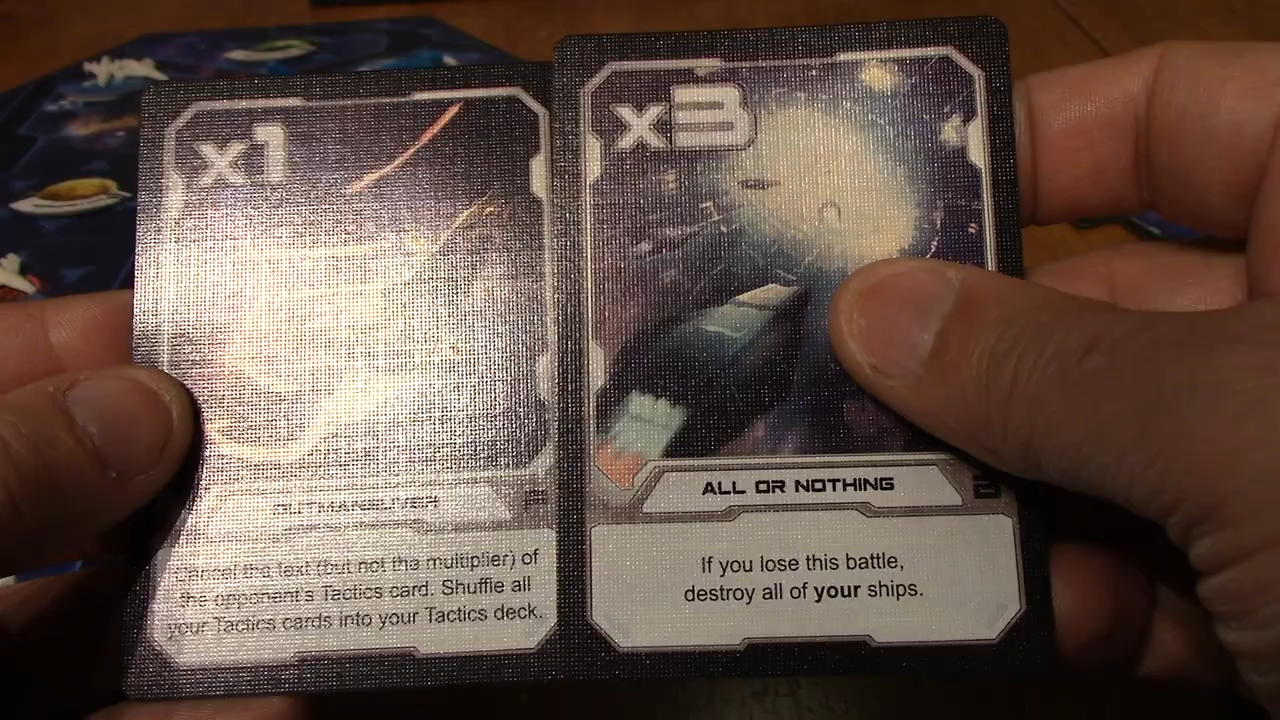 x1
OUTMANEUVER
Cancel the text (but not the multiplier) of
the opponent's Tactics card. Shuffle all
your Tactics cards into your Tactics deck.
x3
ALL OR NOTHING
If you lose this battle,
destroy all of your ships.